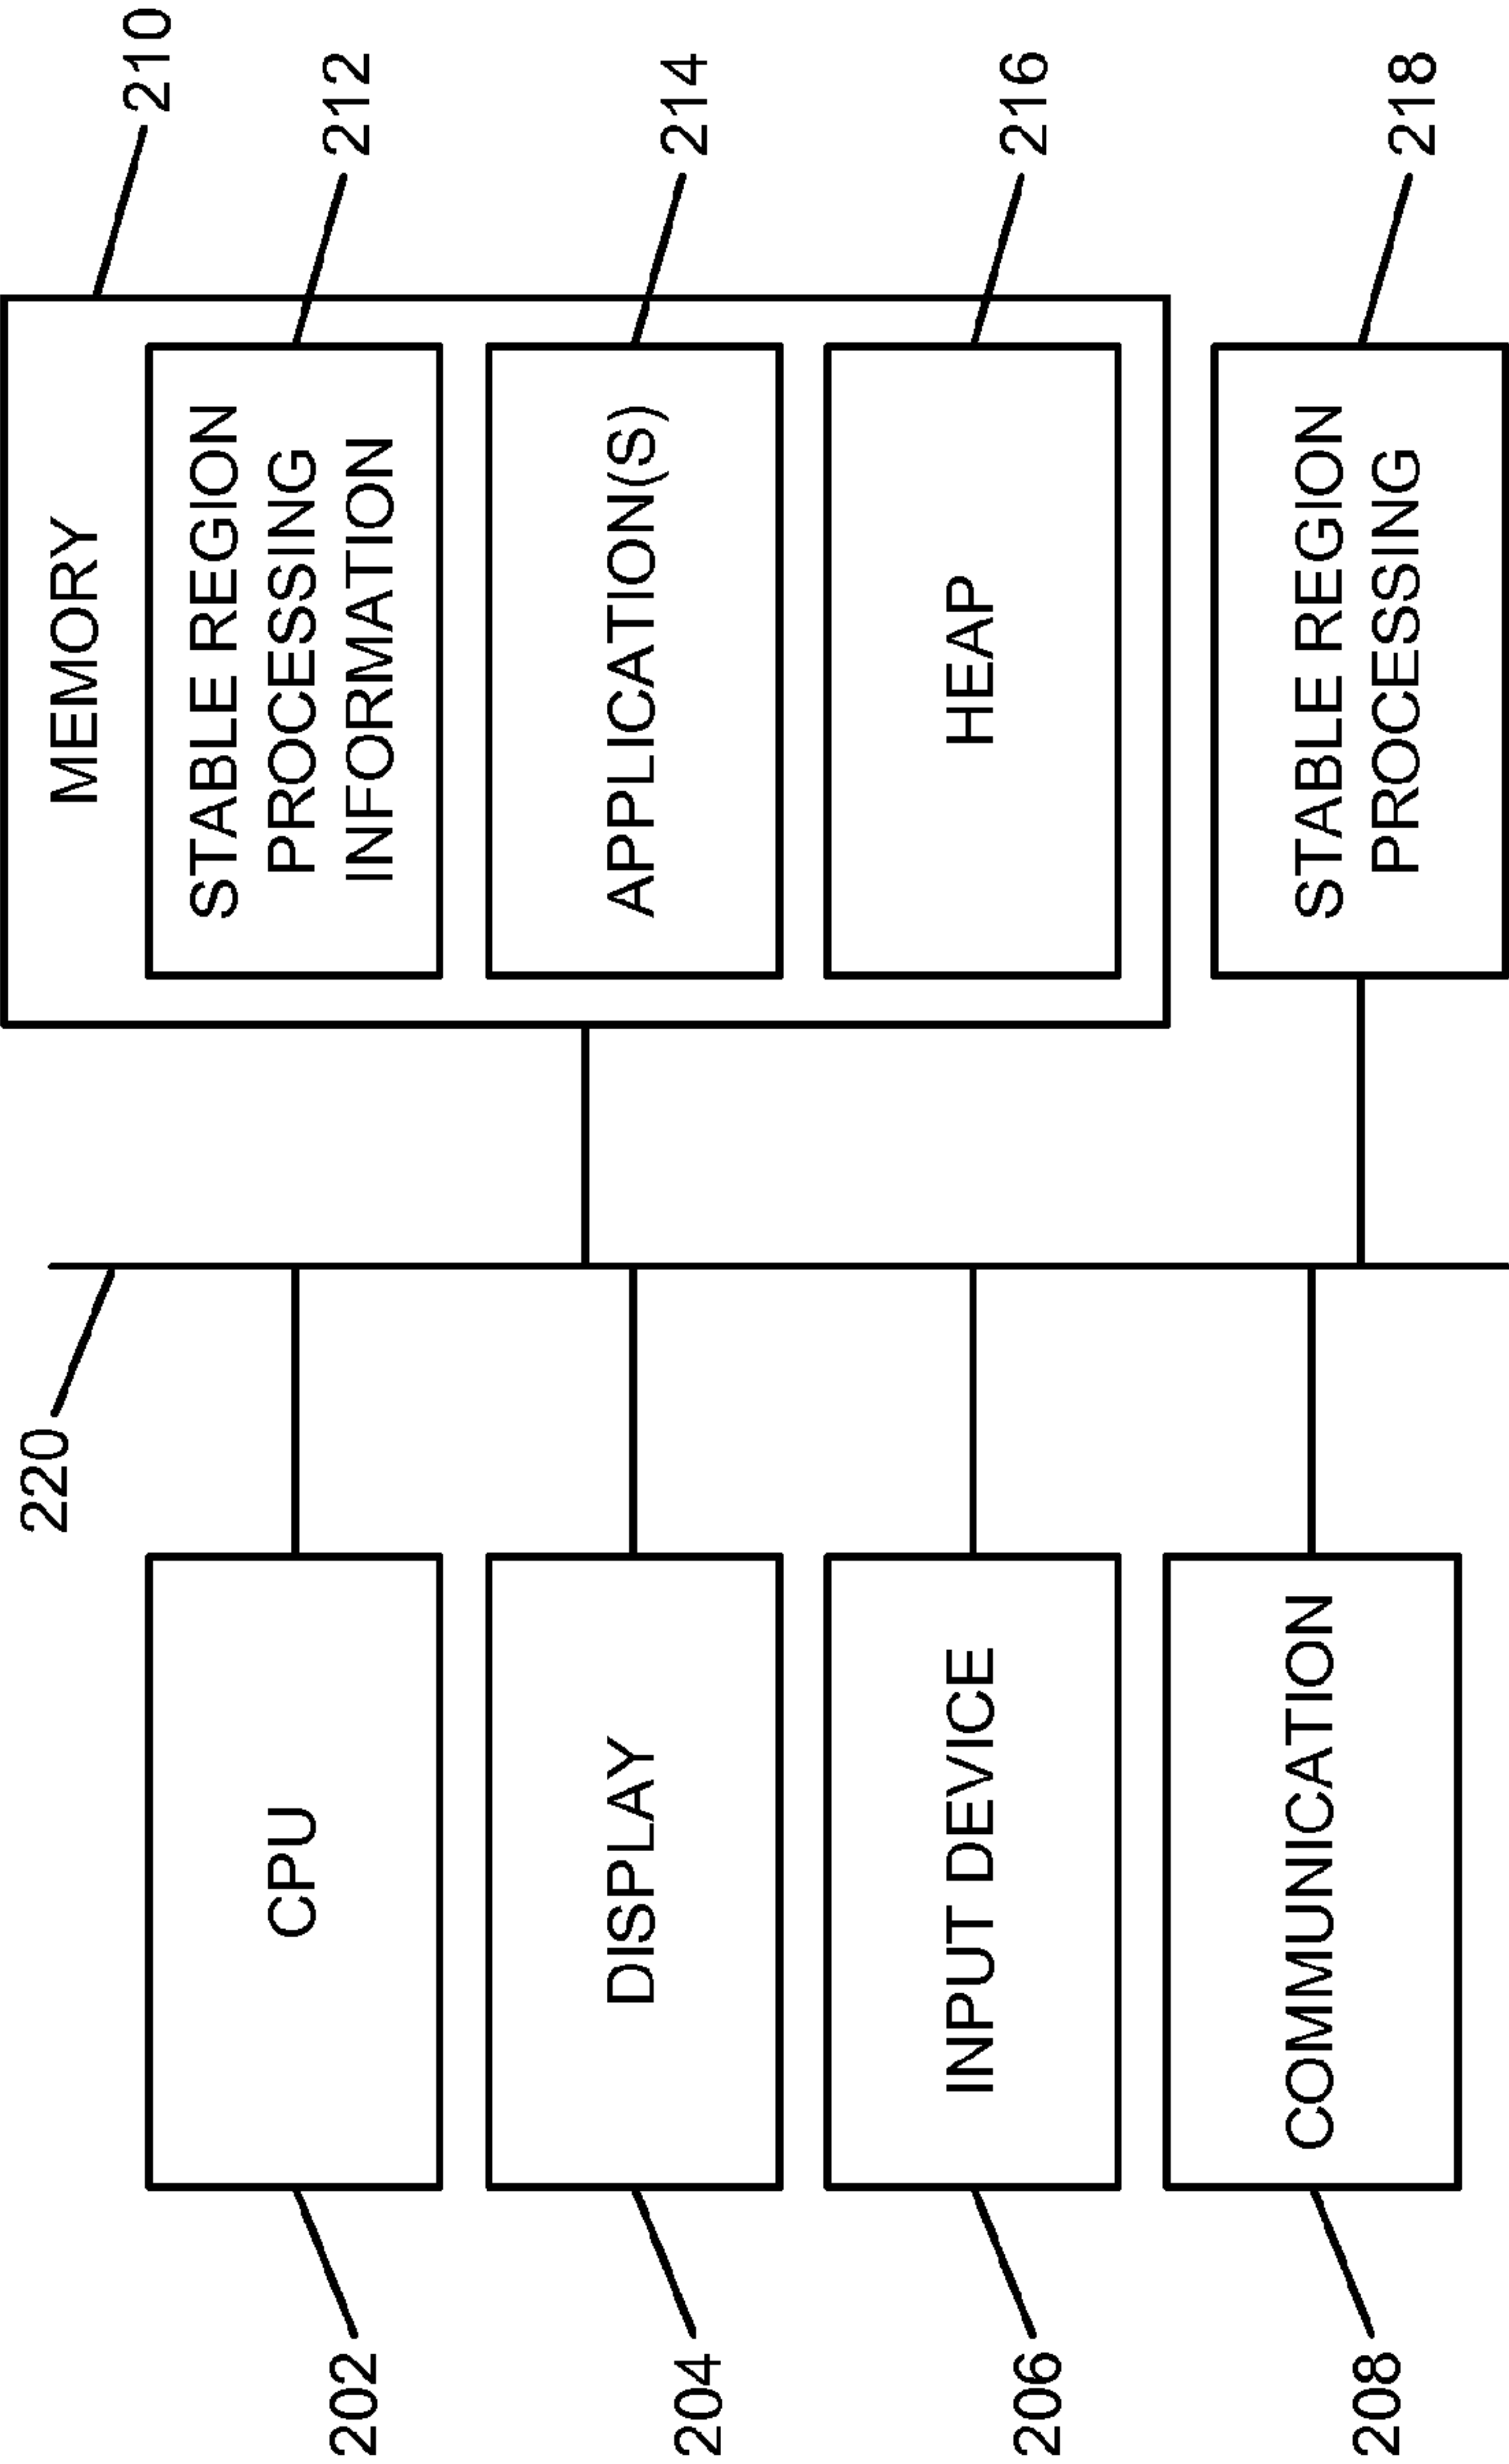 220
210
MEMORY
202
CPU
STABLE REGION
PROCESSING
INFORMATION
212
204
DISPLAY
APPLICATION(S)
214
206
INPUT DEVICE
HEAP
216
208
COMMUNICATION
STABLE REGION
PROCESSING
218